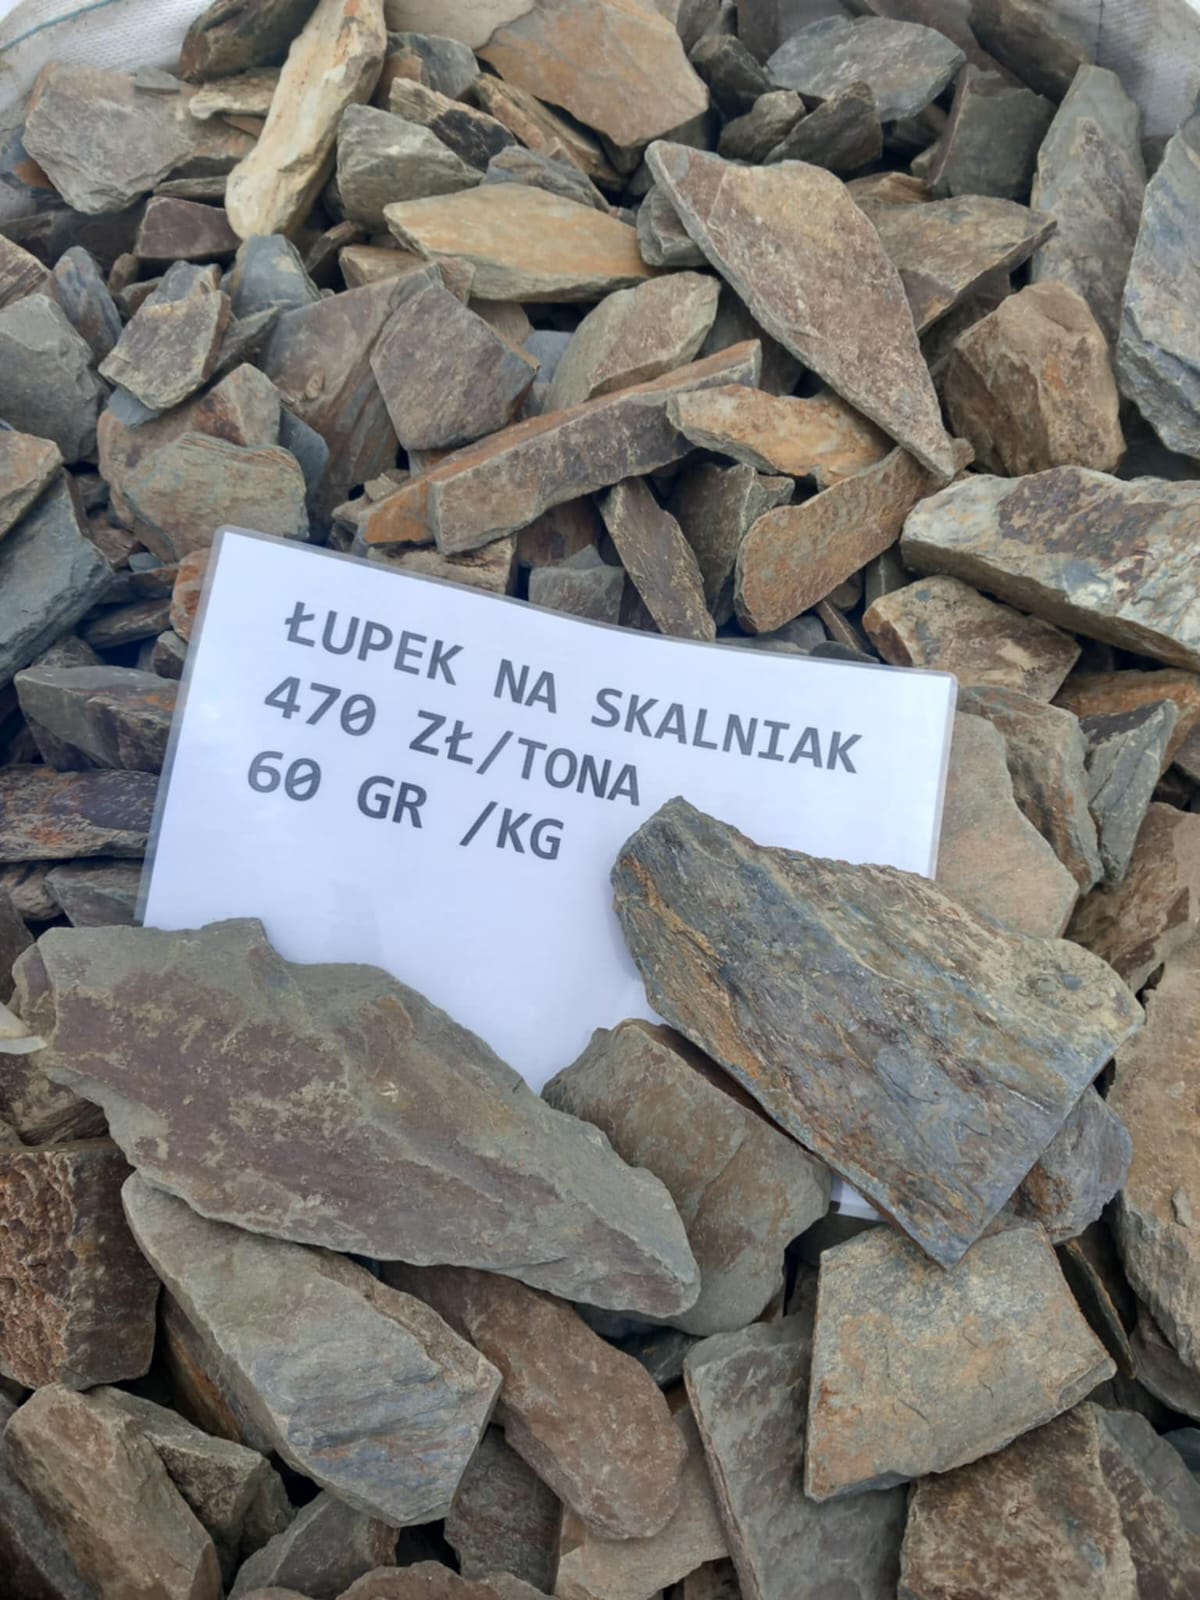 ŁUPEK NA SKALNIAK
470 ZŁ/TONA
60 GR /KG